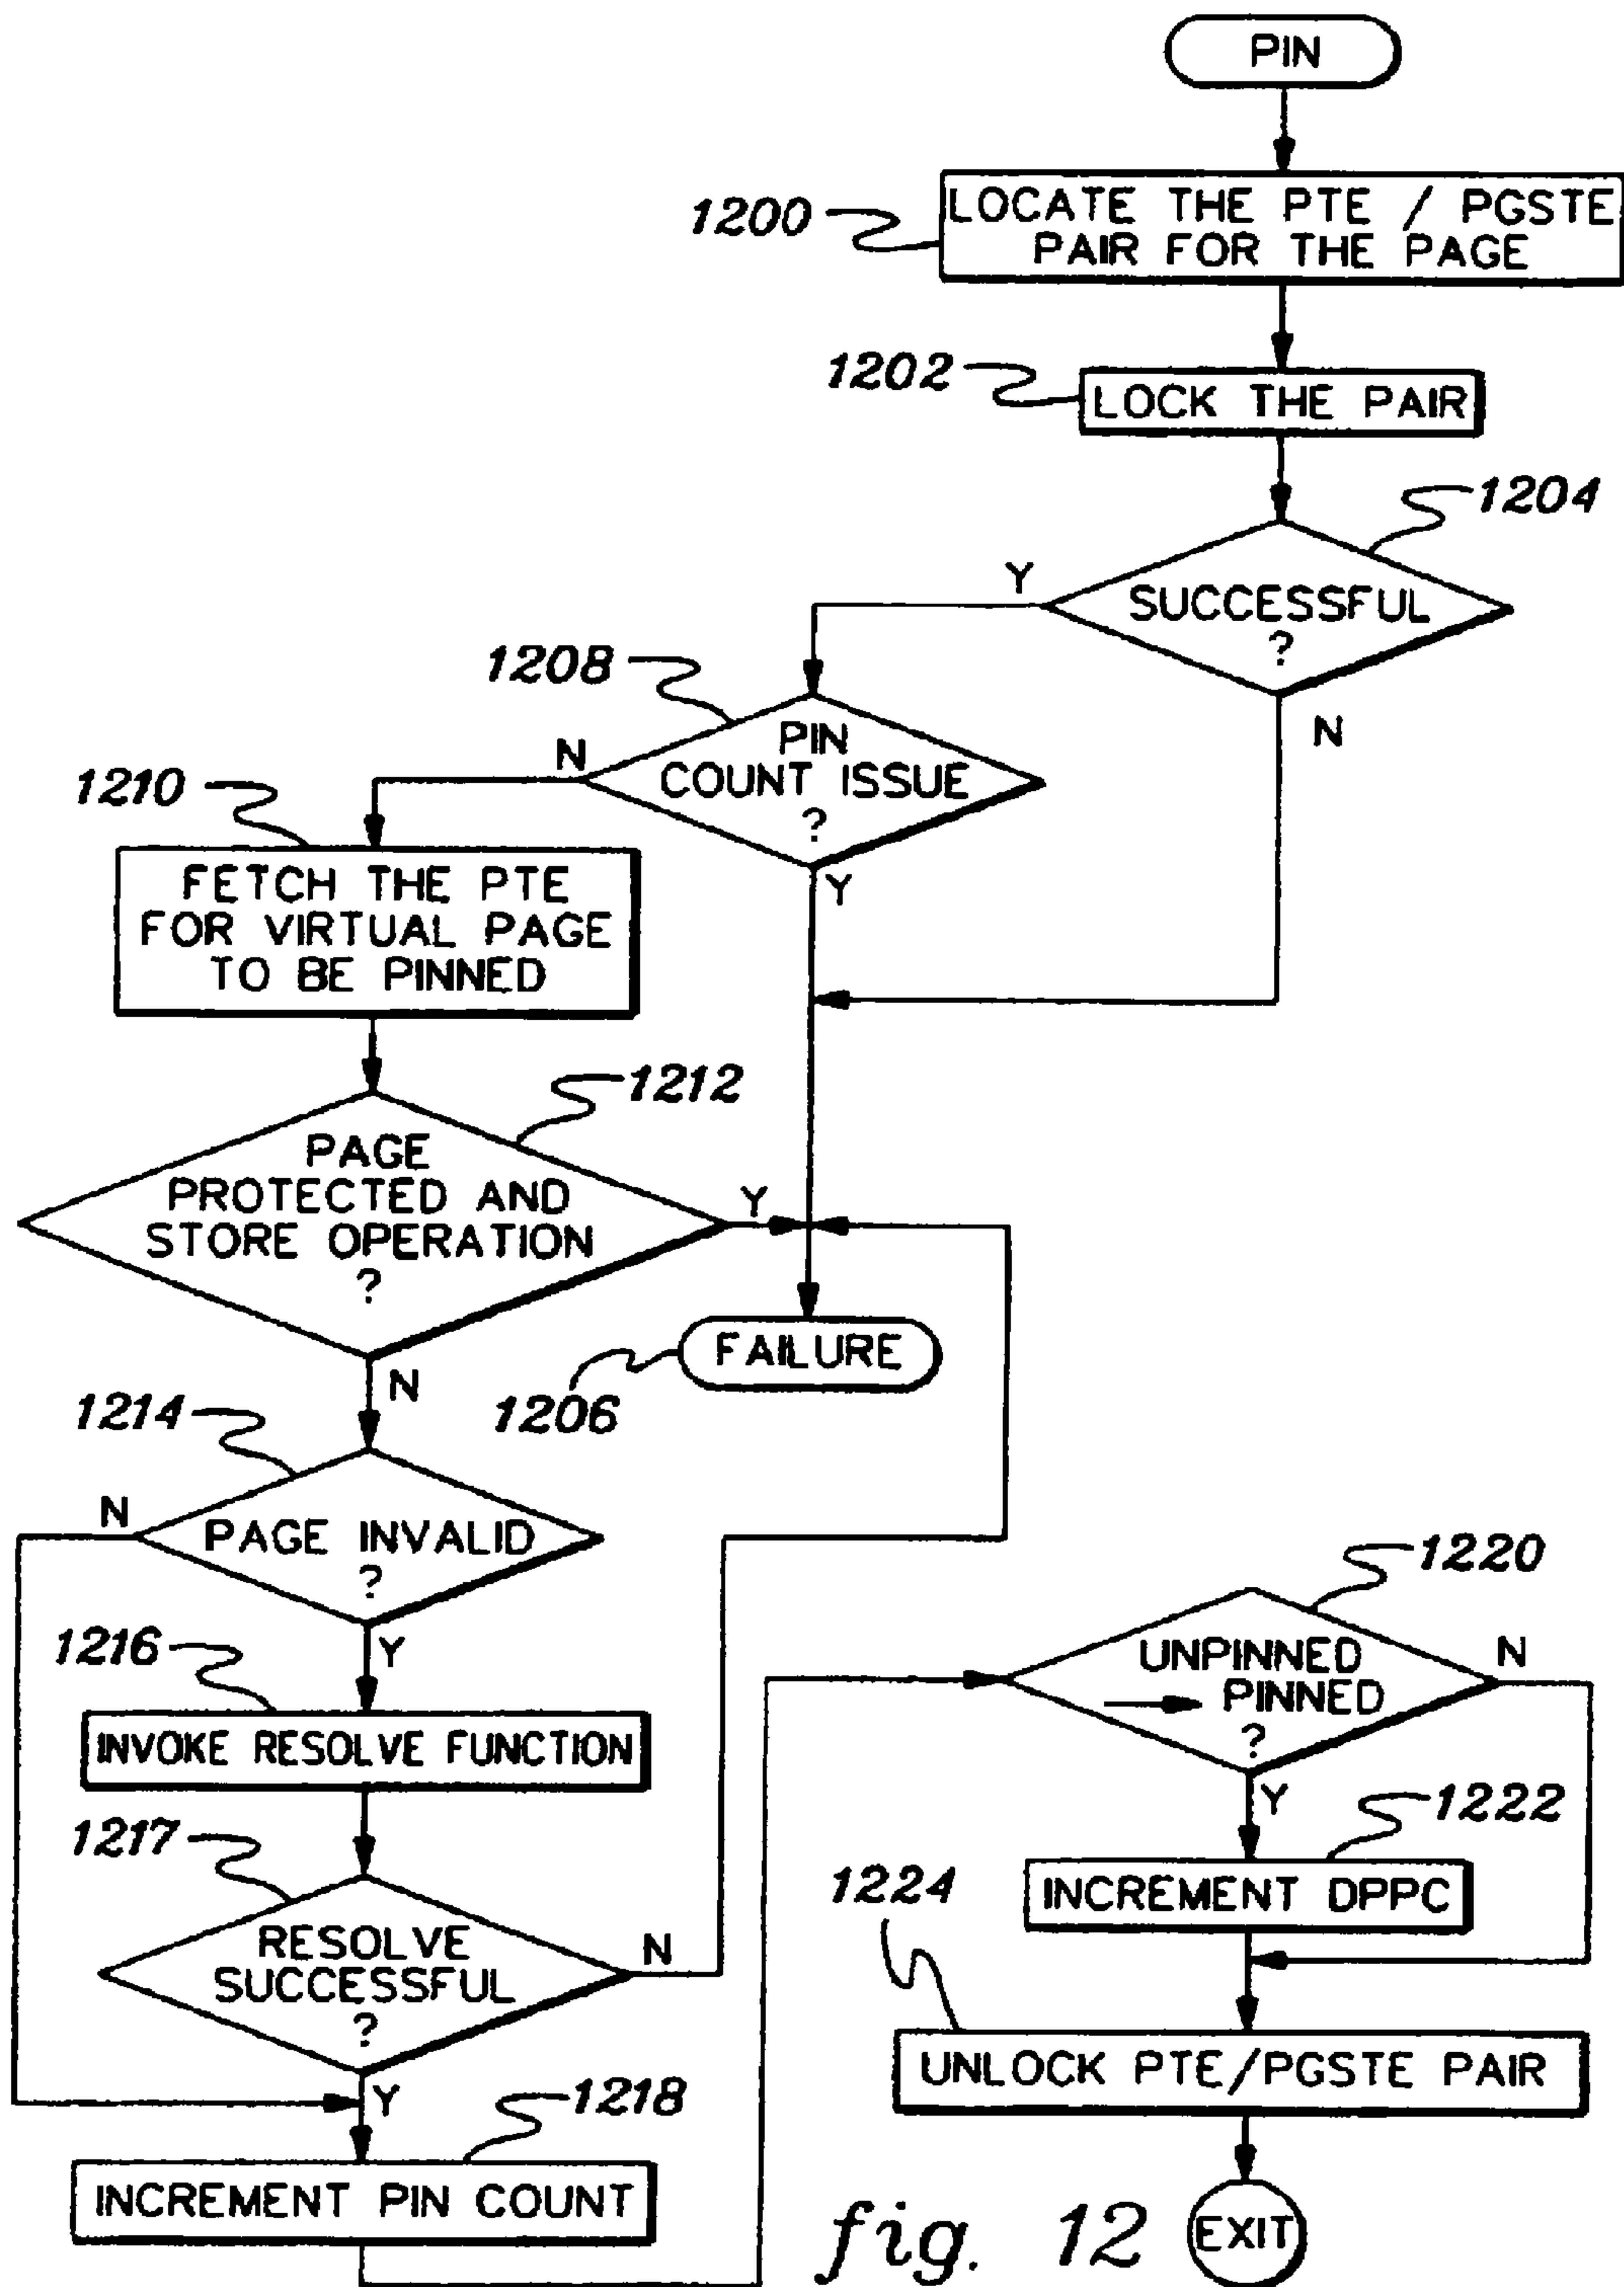 PIN
1200
LOCATE THE PTE / PGSTE
PAIR FOR THE PAGE
1202
LOCK THE PAIR
1204
SUCCESSFUL
?
Y
N
1208
PIN
COUNT ISSUE
?
N
Y
1210
FETCH THE PTE
FOR VIRTUAL PAGE
TO BE PINNED
1212
PAGE
PROTECTED AND
STORE OPERATION
?
Y
N
FAILURE
1206
1214
PAGE INVALID
?
N
Y
1216
INVOKE RESOLVE FUNCTION
1217
RESOLVE
SUCCESSFUL
?
N
Y
1218
INCREMENT PIN COUNT
1220
UNPINNED
→ PINNED
?
N
Y
1222
INCREMENT DPPC
1224
UNLOCK PTE/PGSTE PAIR
EXIT
fig. 12